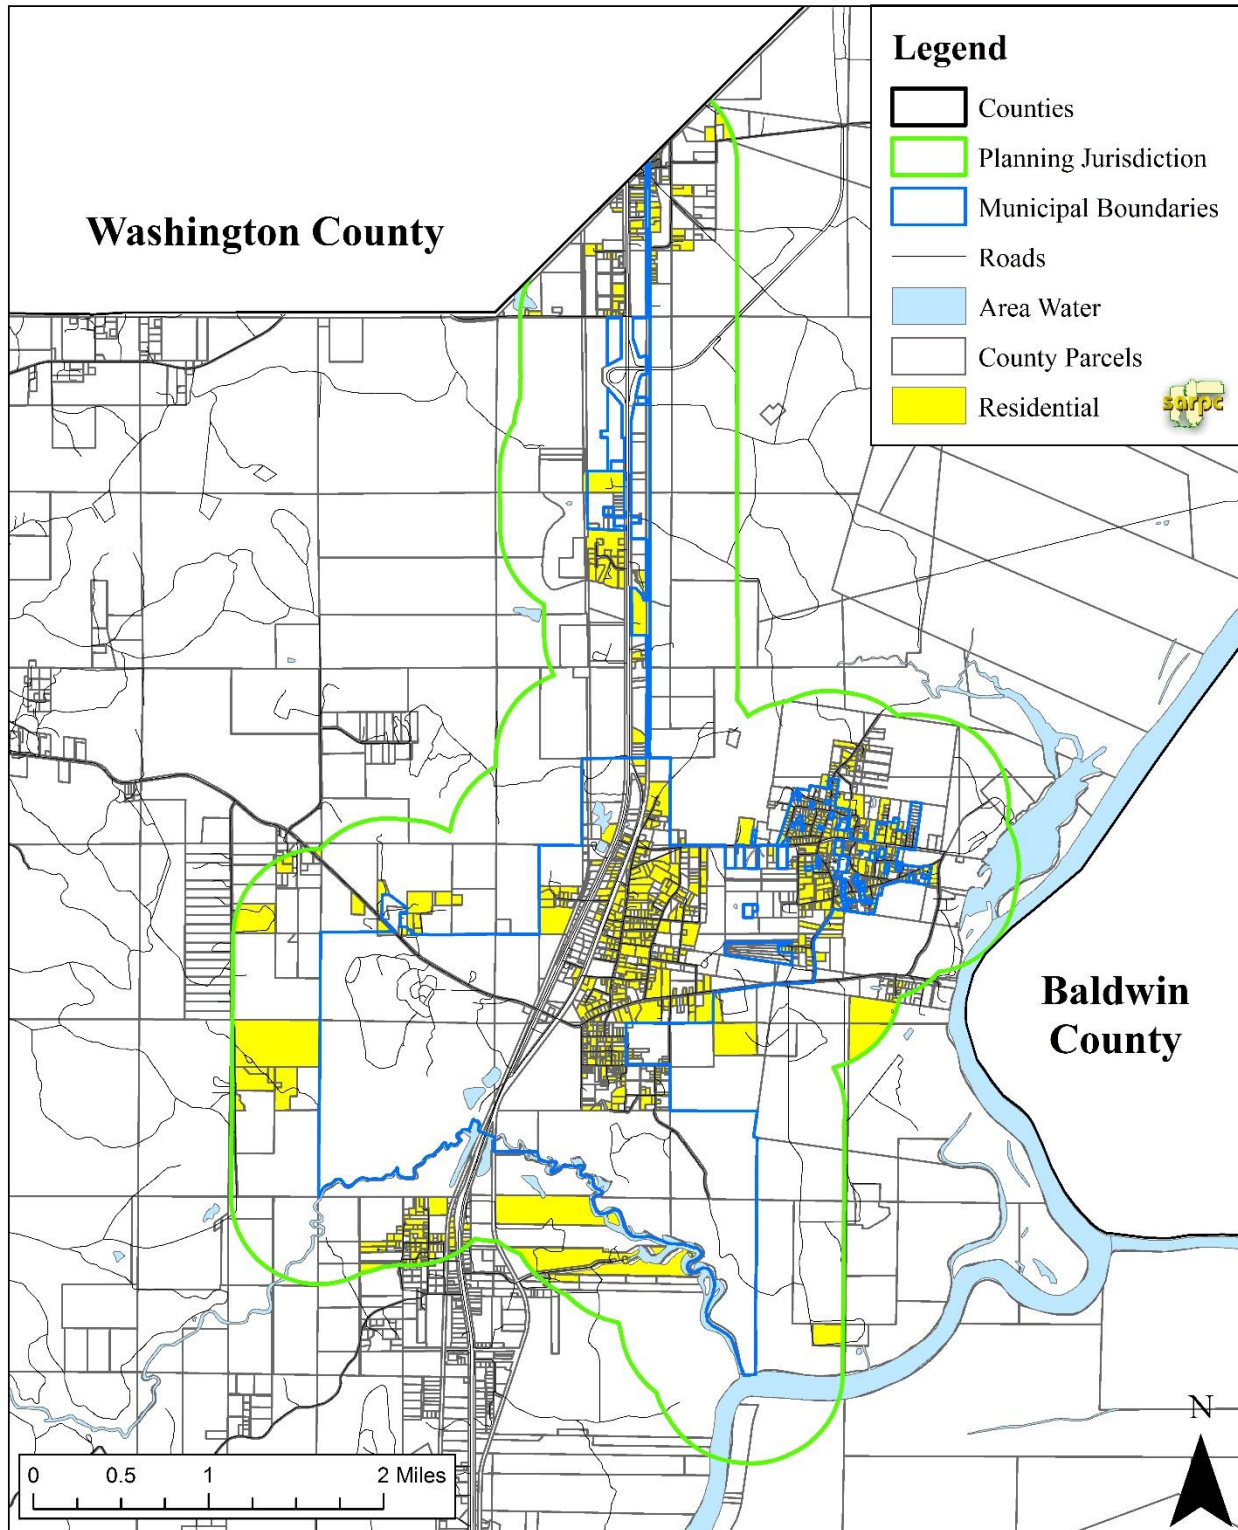 Legend
Counties
Planning Jurisdiction
Municipal Boundaries
Roads
Area Water
County Parcels
Residential
sarpc
Washington County
Baldwin
County
N
0 0.5 1 2 Miles